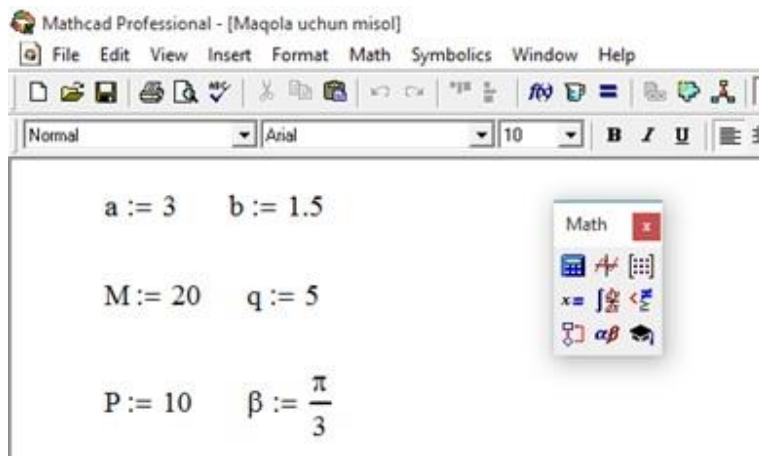 Mathcad Professional - [Maqola uchun misol]
File Edit View Insert Format Math Symbolics Window Help
Normal Arial 10 B I U
a := 3 b := 1.5
Math
M := 20 q := 5
P := 10 β := π/3